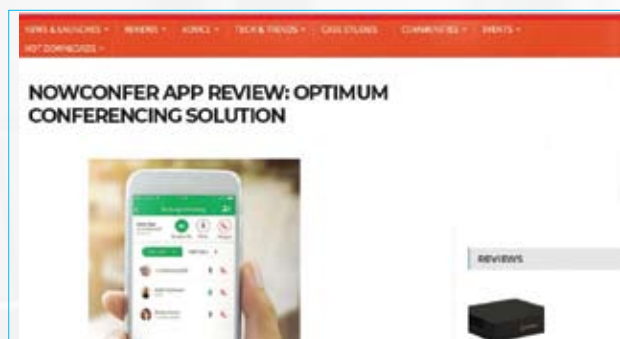 NEWS & LAUNCHES REVIEWS ADVICE TECH & TRENDS CASE STUDIES COMMUNITIES EVENTS
HOT DOWNLOADS
NOWCONFER APP REVIEW: OPTIMUM
CONFERENCING SOLUTION
REVIEWS